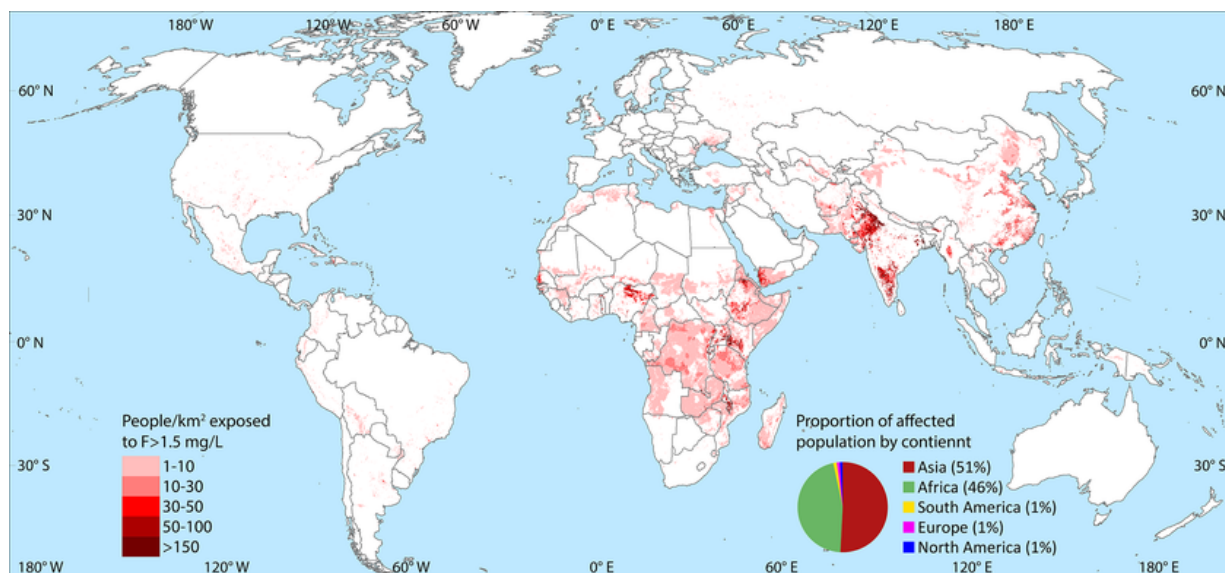 180° W 120° W 60° W 0° E 60° E 120° E 180° E
60° N 60° N
30° N 30° N
0° N 0° N
30° S 30° S
180° W 120° W 60° W 0° E 60° E 120° E 180° E
People/km² exposed
to F>1.5 mg/L
1-10
10-30
30-50
50-100
>150
Proportion of affected
population by contiennt
Asia (51%)
Africa (46%)
South America (1%)
Europe (1%)
North America (1%)